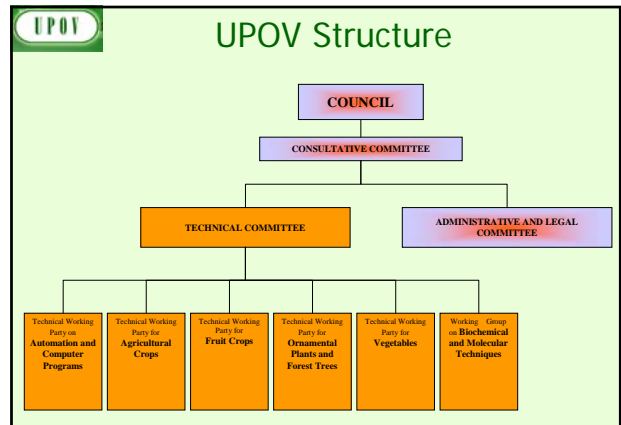 UPOV
UPOV Structure
COUNCIL
CONSULTATIVE COMMITTEE
TECHNICAL COMMITTEE
ADMINISTRATIVE AND LEGAL
COMMITTEE
Technical Working
Party on
Automation and
Computer
Programs
Technical Working
Party for
Agricultural
Crops
Technical Working
Party for
Fruit Crops
Technical Working
Party for
Ornamental
Plants and
Forest Trees
Technical Working
Party for
Vegetables
Working Group
on Biochemical
and Molecular
Techniques